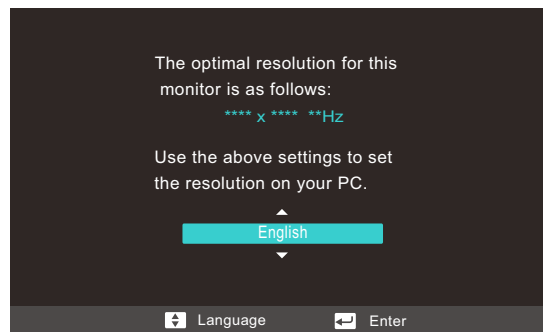 The optimal resolution for this
monitor is as follows:
**** x **** **Hz
Use the above settings to set
the resolution on your PC.
English
Language Enter